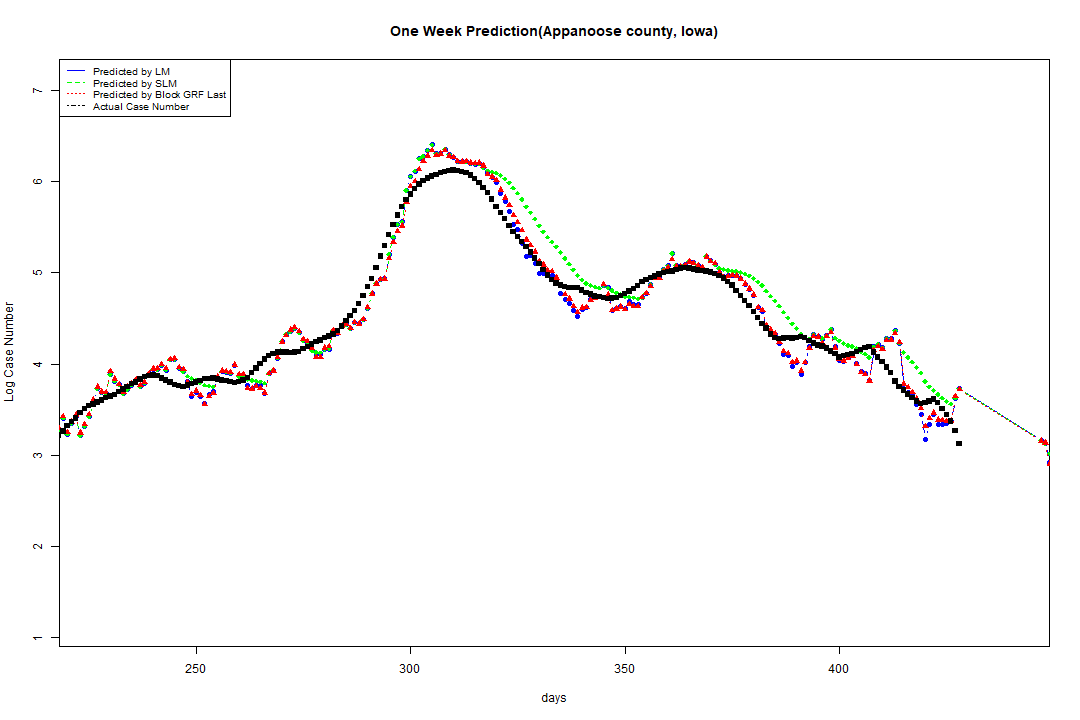 One Week Prediction(Appanoose county, Iowa)
Predicted by LM
Predicted by SLM
Predicted by Block GRF Last
Actual Case Number
7
6
5
4
3
2
1
Log Case Number
250 300 350 400
days